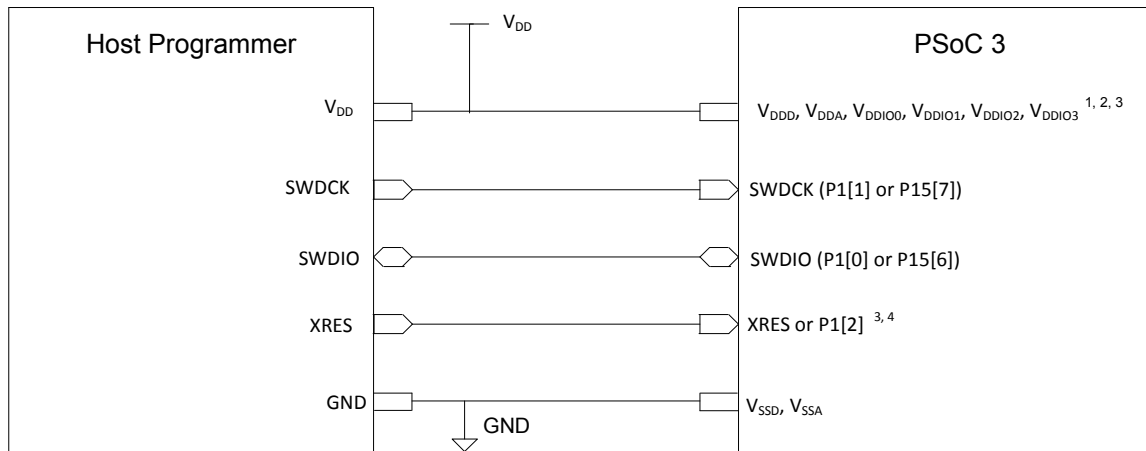 Host Programmer
V_DD
PSoC 3
V_DD
V_DDD, V_DDA, V_DDIO0, V_DDIO1, V_DDIO2, V_DDIO3 1, 2, 3
SWDCK
SWDCK (P1[1] or P15[7])
SWDIO
SWDIO (P1[0] or P15[6])
XRES
XRES or P1[2] 3, 4
GND
GND
V_SSD, V_SSA